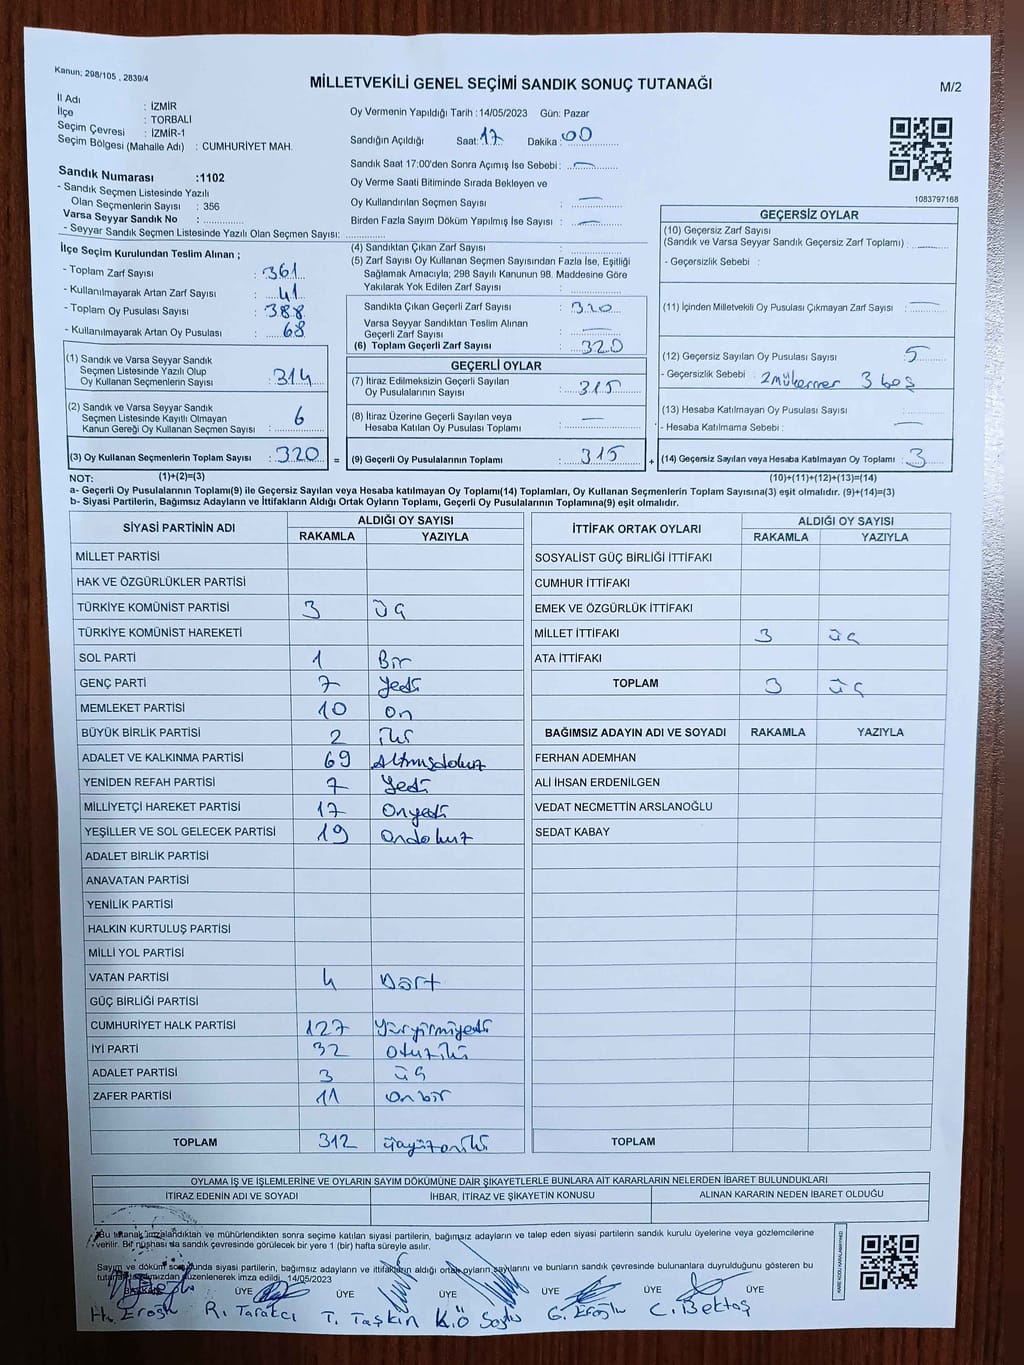 Kanun; 298/105 , 2839/4
MİLLETVEKİLİ GENEL SEÇİMİ SANDIK SONUÇ TUTANAĞI
M/2
İl Adı : İZMİR
İlçe : TORBALI
Seçim Çevresi : İZMİR-1
Seçim Bölgesi (Mahalle Adı) : CUMHURİYET MAH.
Oy Vermenin Yapıldığı Tarih : 14/05/2023 Gün: Pazar
Sandığın Açıldığı Saat: 17 Dakika : 00
Sandık Saat 17:00'den Sonra Açımış İse Sebebi : —
Oy Verme Saati Bitiminde Sırada Bekleyen ve
Oy Kullandırılan Seçmen Sayısı : —
Birden Fazla Sayım Döküm Yapılmış İse Sayısı : —
1083797168
Sandık Numarası :1102
- Sandık Seçmen Listesinde Yazılı
Olan Seçmenlerin Sayısı : 356
Varsa Seyyar Sandık No :
- Seyyar Sandık Seçmen Listesinde Yazılı Olan Seçmen Sayısı:
İlçe Seçim Kurulundan Teslim Alınan ;
- Toplam Zarf Sayısı : 361
- Kullanılmayarak Artan Zarf Sayısı : 41
- Toplam Oy Pusulası Sayısı : 388
- Kullanılmayarak Artan Oy Pusulası : 68
(1) Sandık ve Varsa Seyyar Sandık
Seçmen Listesinde Yazılı Olup
Oy Kullanan Seçmenlerin Sayısı : 314
(2) Sandık ve Varsa Seyyar Sandık
Seçmen Listesinde Kayıtlı Olmayan
Kanun Gereği Oy Kullanan Seçmen Sayısı : 6
(3) Oy Kullanan Seçmenlerin Toplam Sayısı : 320 =
(4) Sandıktan Çıkan Zarf Sayısı :
(5) Zarf Sayısı Oy Kullanan Seçmen Sayısından Fazla İse, Eşitliği
Sağlamak Amacıyla; 298 Sayılı Kanunun 98. Maddesine Göre
Yakılarak Yok Edilen Zarf Sayısı :
Sandıkta Çıkan Geçerli Zarf Sayısı : 320
Varsa Seyyar Sandıktan Teslim Alınan
Geçerli Zarf Sayısı : —
(6) Toplam Geçerli Zarf Sayısı : 320
GEÇERLİ OYLAR
(7) İtiraz Edilmeksizin Geçerli Sayılan
Oy Pusulalarının Sayısı : 315
(8) İtiraz Üzerine Geçerli Sayılan veya
Hesaba Katılan Oy Pusulası Toplamı : —
(9) Geçerli Oy Pusulalarının Toplamı : 315 +
GEÇERSİZ OYLAR
(10) Geçersiz Zarf Sayısı
(Sandık ve Varsa Seyyar Sandık Geçersiz Zarf Toplamı) : —
- Geçersizlik Sebebi :
(11) İçinden Milletvekili Oy Pusulası Çıkmayan Zarf Sayısı : —
(12) Geçersiz Sayılan Oy Pusulası Sayısı : 5
- Geçersizlik Sebebi : 2 mükerrer 3 boş
(13) Hesaba Katılmayan Oy Pusulası Sayısı :
- Hesaba Katılmama Sebebi : —
(14) Geçersiz Sayılan veya Hesaba Katılmayan Oy Toplamı : 3
NOT: (1)+(2)=(3) (10)+(11)+(12)+(13)=(14)
a- Geçerli Oy Pusulalarının Toplamı(9) ile Geçersiz Sayılan veya Hesaba katılmayan Oy Toplamı(14) Toplamları, Oy Kullanan Seçmenlerin Toplam Sayısına(3) eşit olmalıdır. (9)+(14)=(3)
b- Siyasi Partilerin, Bağımsız Adayların ve İttifakların Aldığı Ortak Oyların Toplamı, Geçerli Oy Pusulalarının Toplamına(9) eşit olmalıdır.
SİYASİ PARTİNİN ADI ALDIĞI OY SAYISI
RAKAMLA YAZIYLA
MİLLET PARTİSİ
HAK VE ÖZGÜRLÜKLER PARTİSİ
TÜRKİYE KOMÜNİST PARTİSİ 3 üç
TÜRKİYE KOMÜNİST HAREKETİ
SOL PARTİ 1 Bir
GENÇ PARTİ 7 Yedi
MEMLEKET PARTİSİ 10 on
BÜYÜK BİRLİK PARTİSİ 2 iki
ADALET VE KALKINMA PARTİSİ 69 Altmışdokuz
YENİDEN REFAH PARTİSİ 7 Yedi
MİLLİYETÇİ HAREKET PARTİSİ 17 Onyedi
YEŞİLLER VE SOL GELECEK PARTİSİ 19 Ondokuz
ADALET BİRLİK PARTİSİ
ANAVATAN PARTİSİ
YENİLİK PARTİSİ
HALKIN KURTULUŞ PARTİSİ
MİLLİ YOL PARTİSİ
VATAN PARTİSİ 4 Dört
GÜÇ BİRLİĞİ PARTİSİ
CUMHURİYET HALK PARTİSİ 127 Yüzyirmiyedi
İYİ PARTİ 32 Otuziki
ADALET PARTİSİ 3 üç
ZAFER PARTİSİ 11 onbir
TOPLAM 312 üçyüzoniki
İTTİFAK ORTAK OYLARI ALDIĞI OY SAYISI
RAKAMLA YAZIYLA
SOSYALİST GÜÇ BİRLİĞİ İTTİFAKI
CUMHUR İTTİFAKI
EMEK VE ÖZGÜRLÜK İTTİFAKI
MİLLET İTTİFAKI 3 üç
ATA İTTİFAKI
TOPLAM 3 üç
BAĞIMSIZ ADAYIN ADI VE SOYADI RAKAMLA YAZIYLA
FERHAN ADEMHAN
ALİ İHSAN ERDENİLGEN
VEDAT NECMETTİN ARSLANOĞLU
SEDAT KABAY
TOPLAM
OYLAMA İŞ VE İŞLEMLERİNE VE OYLARIN SAYIM DÖKÜMÜNE DAİR ŞİKAYETLERLE BUNLARA AİT KARARLARIN NELERDEN İBARET BULUNDUKLARI
İTİRAZ EDENİN ADI VE SOYADI İHBAR, İTİRAZ VE ŞİKAYETİN KONUSU ALINAN KARARIN NEDEN İBARET OLDUĞU
Bu tutanak imzalandıktan ve mühürlendikten sonra seçime katılan siyasi partilerin, bağımsız adayların ve talep eden siyasi partilerin sandık kurulu üyelerine veya gözlemcilerine
verilir. Bir nüshası da sandık çevresinde görülecek bir yere 1 (bir) hafta süreyle asılır.
Sayım ve döküm sonunda siyasi partilerin, bağımsız adayların ve ittifakların aldığı ortak oyların sayılarını ve bunların sandık çevresinde bulunanlara duyrulduğunu gösteren bu
düzenlenerek imza edildi. 14/05/2023
ÜYE ÜYE ÜYE ÜYE ÜYE ÜYE
H. Eroğlu R. Tarakcı T. Taşkın K.Ö G. Eroğlu C. Bektaş